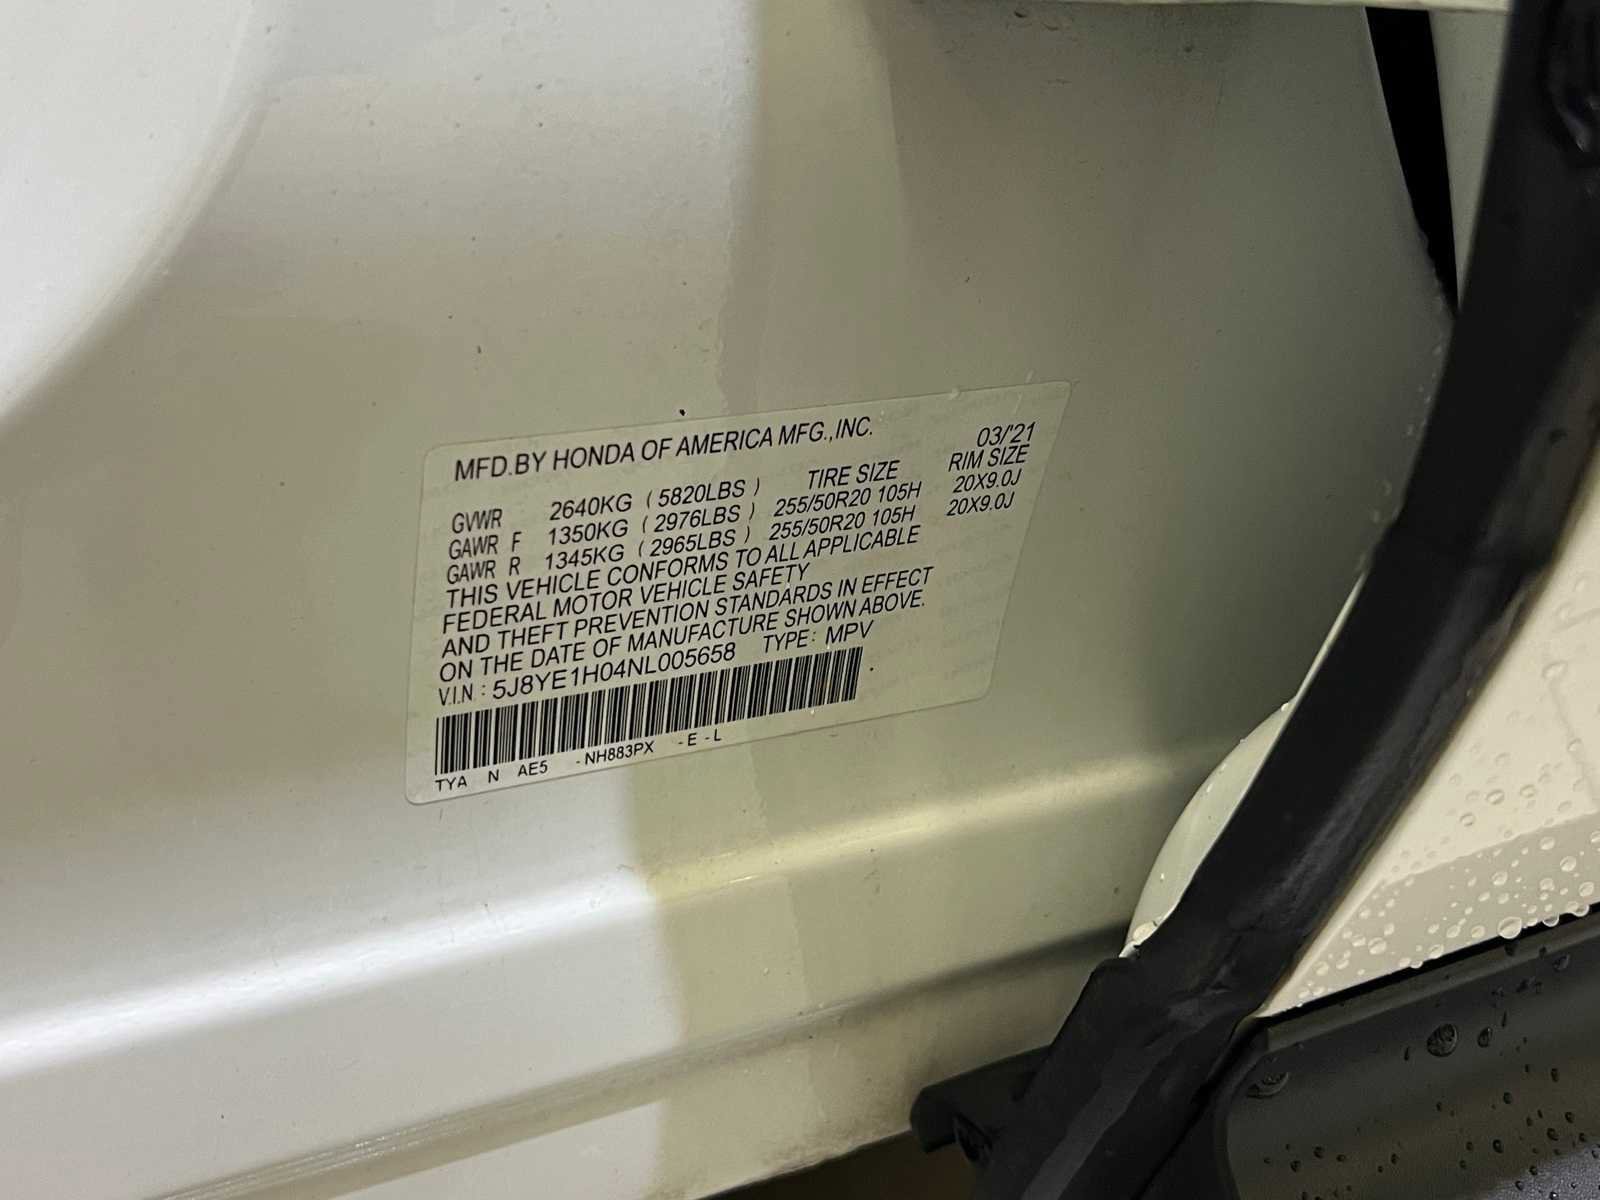 MFD.BY HONDA OF AMERICA MFG.,INC. 03/'21
TIRE SIZE RIM SIZE
GVWR 2640KG (5820LBS)
GAWR F 1350KG (2976LBS) 255/50R20 105H 20X9.0J
GAWR R 1345KG (2965LBS) 255/50R20 105H 20X9.0J
THIS VEHICLE CONFORMS TO ALL APPLICABLE
FEDERAL MOTOR VEHICLE SAFETY
AND THEFT PREVENTION STANDARDS IN EFFECT
ON THE DATE OF MANUFACTURE SHOWN ABOVE.
V.I.N.: 5J8YE1H04NL005658 TYPE: MPV
TYA N AE5 -NH883PX -E -L